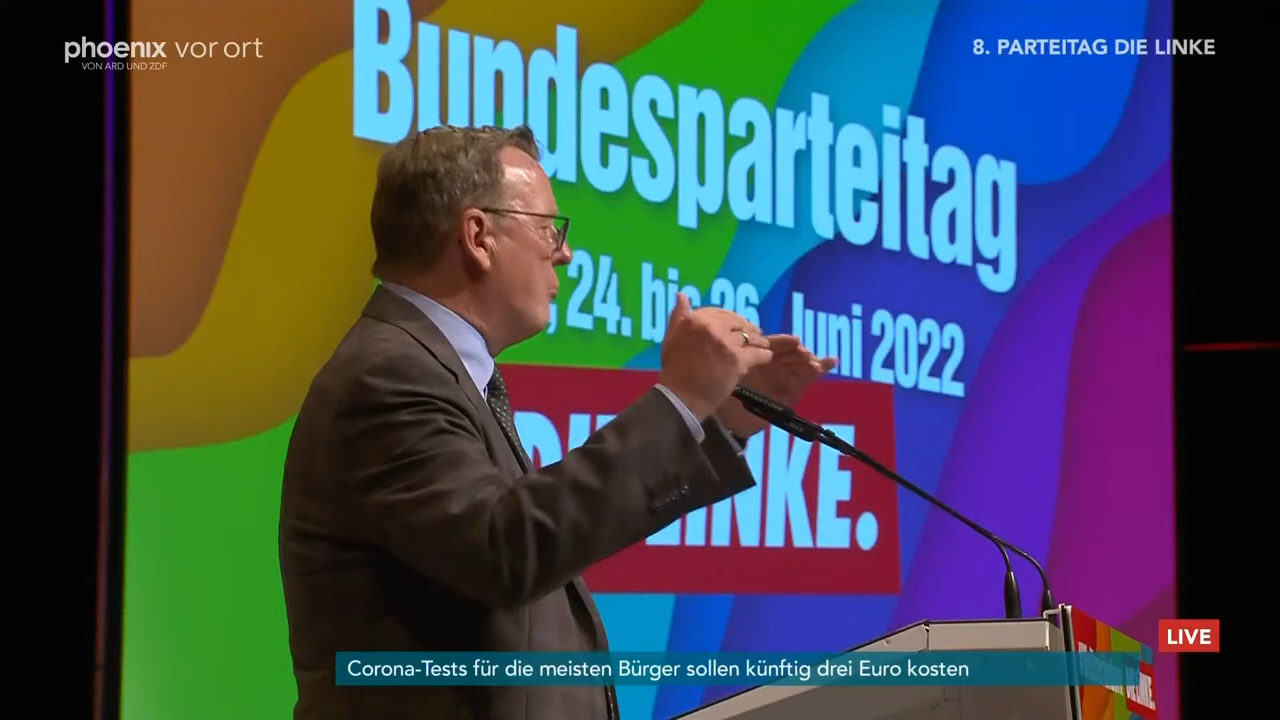 phoenix vor ort
VON ARD UND ZDF
8. PARTEITAG DIE LINKE
Bundesparteitag
, 24. bis 26. Juni 2022
DIE LINKE.
LIVE
Corona-Tests für die meisten Bürger sollen künftig drei Euro kosten